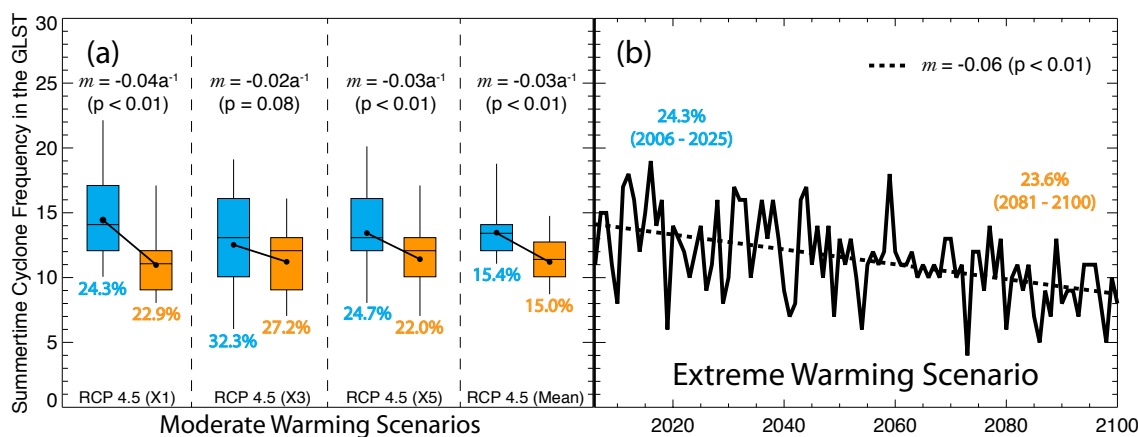 Summertime Cyclone Frequency in the GLST
30
25
20
15
10
5
0
(a)
m = -0.04a⁻¹
(p < 0.01)
m = -0.02a⁻¹
(p = 0.08)
m = -0.03a⁻¹
(p < 0.01)
m = -0.03a⁻¹
(p < 0.01)
24.3%
22.9%
32.3%
27.2%
24.7%
22.0%
15.4%
15.0%
RCP 4.5 (X1)
RCP 4.5 (X3)
RCP 4.5 (X5)
RCP 4.5 (Mean)
Moderate Warming Scenarios
(b)
m = -0.06 (p < 0.01)
24.3%
(2006 - 2025)
23.6%
(2081 - 2100)
Extreme Warming Scenario
2020
2040
2060
2080
2100